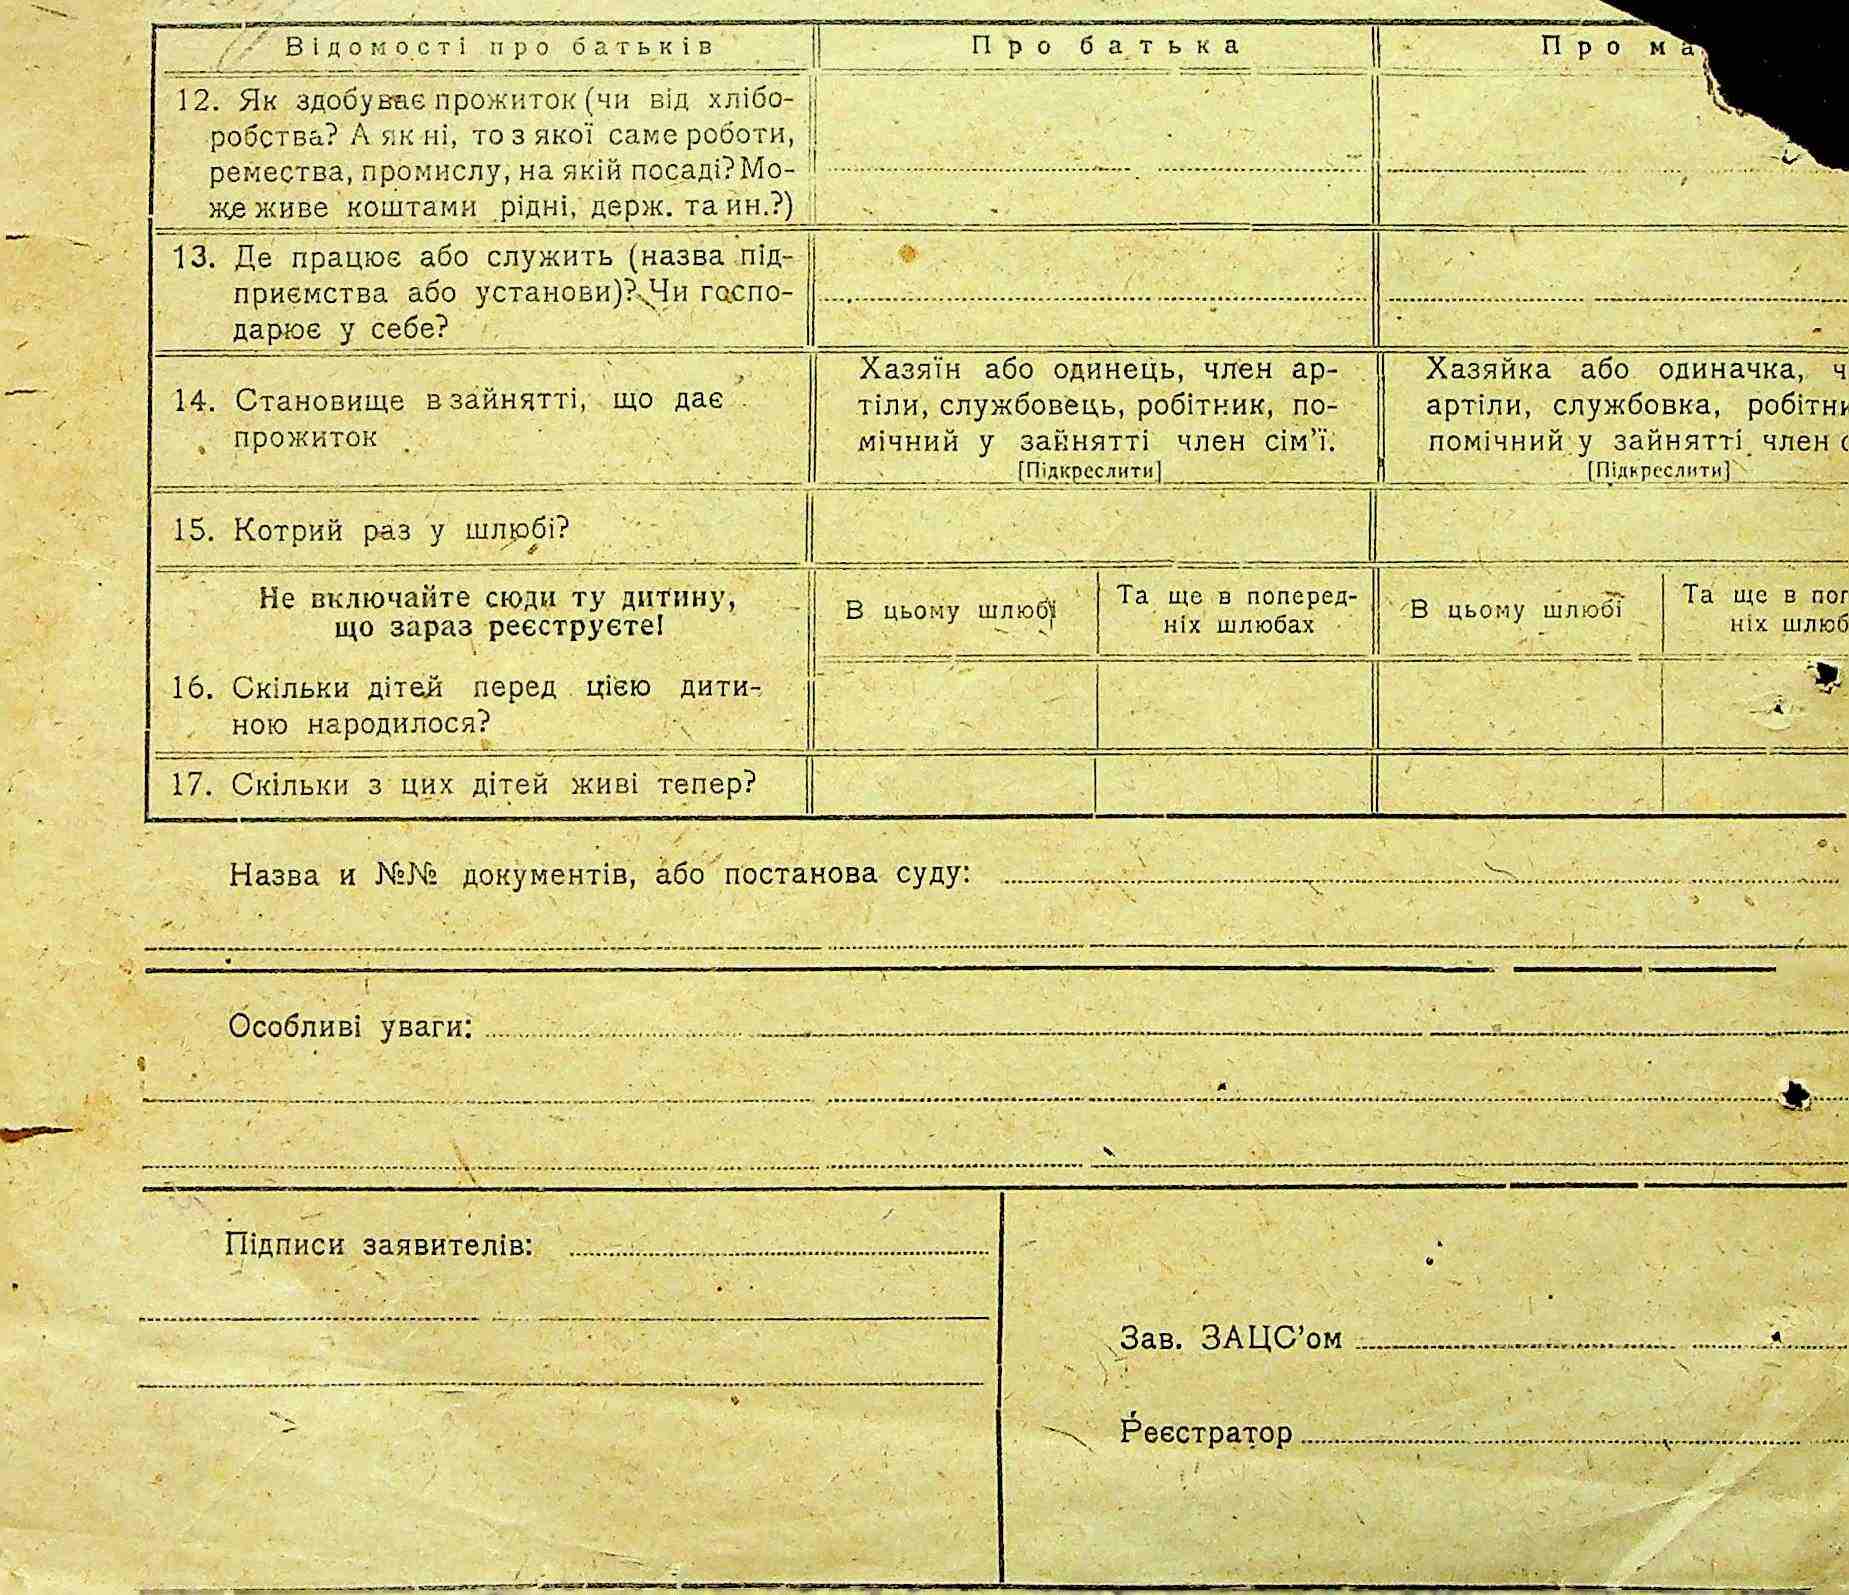 Відомості про батьків
Про батька
Про ма
12. Як здобуває прожиток (чи від хлібо-
робства? А як ні, то з якої саме роботи,
ремества, промислу, на якій посаді? Мо-
же живе коштами рідні, держ. та ин.?)
13. Де працює або служить (назва під-
приємства або установи)? Чи госпо-
дарює у себе?
14. Становище в зайнятті, що дає
прожиток
Хазяїн або одинець, член ар-
тіли, службовець, робітник, по-
мічний у зайнятті член сім'ї.
[Підкреслити]
Хазяйка або одиначка, ч
артіли, службовка, робітни
помічний у зайнятті член с
[Підкреслити]
15. Котрий раз у шлюбі?
Не включайте сюди ту дитину,
що зараз реєструєте!
В цьому шлюбі
Та ще в поперед-
ніх шлюбах
В цьому шлюбі
Та ще в поп
ніх шлюб
16. Скільки дітей перед цією дити-
ною народилося?
17. Скільки з цих дітей живі тепер?
Назва и №№ документів, або постанова суду:
Особливі уваги:
Підписи заявителів:
Зав. ЗАЦС'ом
Реєстратор